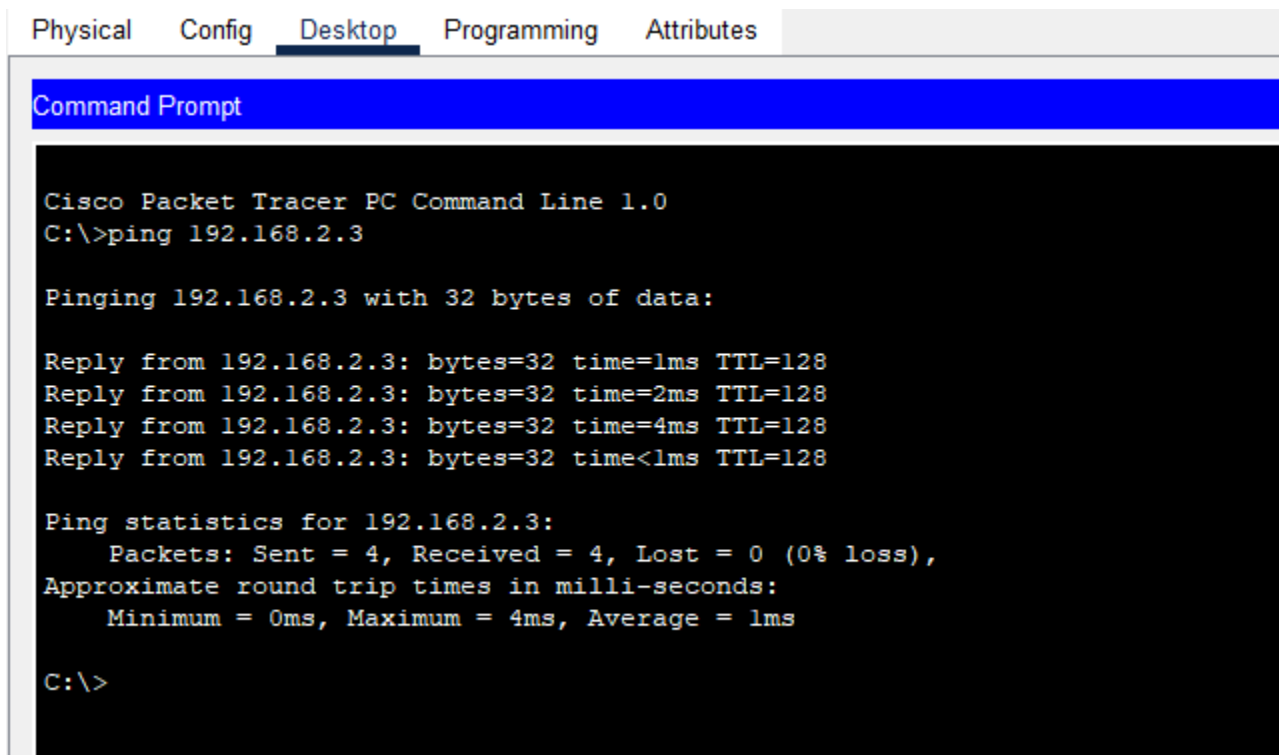 Physical Config Desktop Programming Attributes
Command Prompt
Cisco Packet Tracer PC Command Line 1.0
C:\>ping 192.168.2.3
Pinging 192.168.2.3 with 32 bytes of data:
Reply from 192.168.2.3: bytes=32 time=1ms TTL=128
Reply from 192.168.2.3: bytes=32 time=2ms TTL=128
Reply from 192.168.2.3: bytes=32 time=4ms TTL=128
Reply from 192.168.2.3: bytes=32 time<1ms TTL=128
Ping statistics for 192.168.2.3:
    Packets: Sent = 4, Received = 4, Lost = 0 (0% loss),
Approximate round trip times in milli-seconds:
    Minimum = 0ms, Maximum = 4ms, Average = 1ms
C:\>